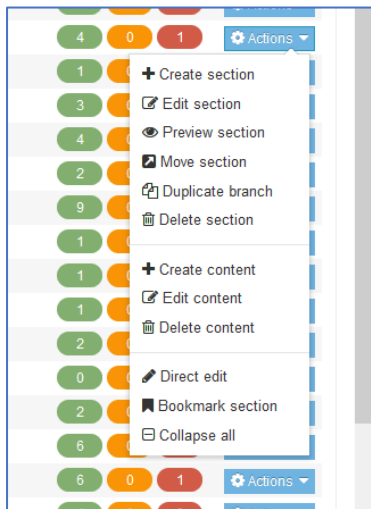 4 0 1 Actions
1
Create section
3
Edit section
Preview section
4
Move section
2
Duplicate branch
9
Delete section
1
1
Create content
1
Edit content
2
Delete content
0
Direct edit
2
Bookmark section
6
Collapse all
6 0 1 Actions